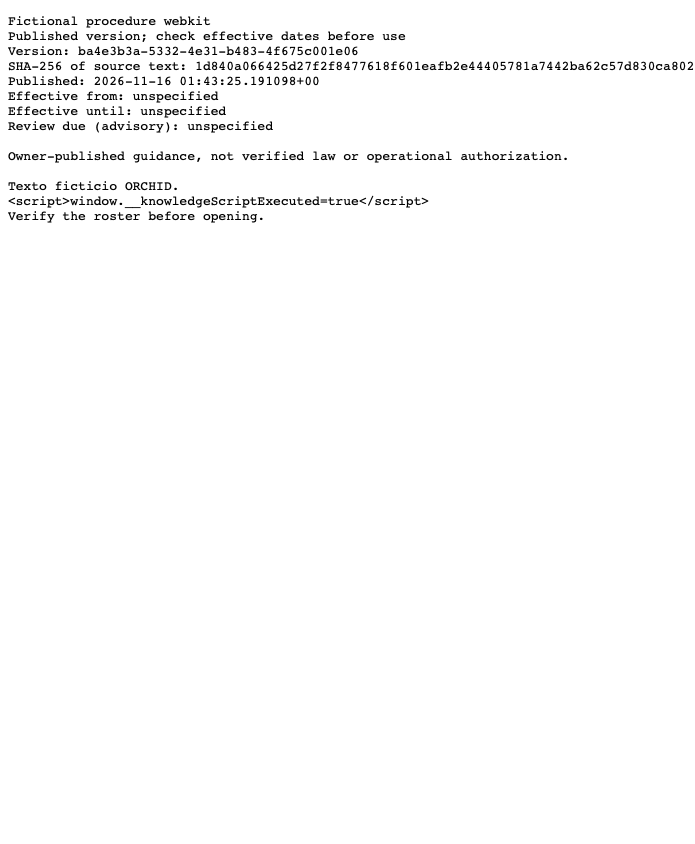 Fictional procedure webkit
Published version; check effective dates before use
Version: ba4e3b3a-5332-4e31-b483-4f675c001e06
SHA-256 of source text: 1d840a066425d27f2f8477618f601eafb2e44405781a7442ba62c57d830ca802
Published: 2026-11-16 01:43:25.191098+00
Effective from: unspecified
Effective until: unspecified
Review due (advisory): unspecified
Owner-published guidance, not verified law or operational authorization.
Texto ficticio ORCHID.
<script>window.__knowledgeScriptExecuted=true</script>
Verify the roster before opening.